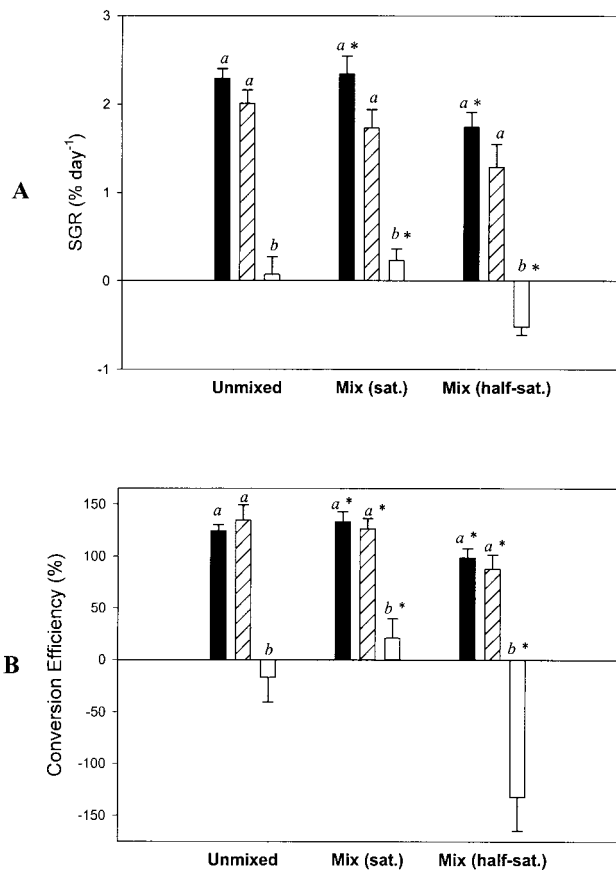 A
SGR (% day-1)
3
2
1
0
-1
a
a
b
a *
a
b *
a *
a
b *
Unmixed
Mix (sat.)
Mix (half-sat.)
B
Conversion Efficiency (%)
150
100
50
0
-50
-100
-150
a
a
b
a *
a *
b *
a *
a *
b *
Unmixed
Mix (sat.)
Mix (half-sat.)